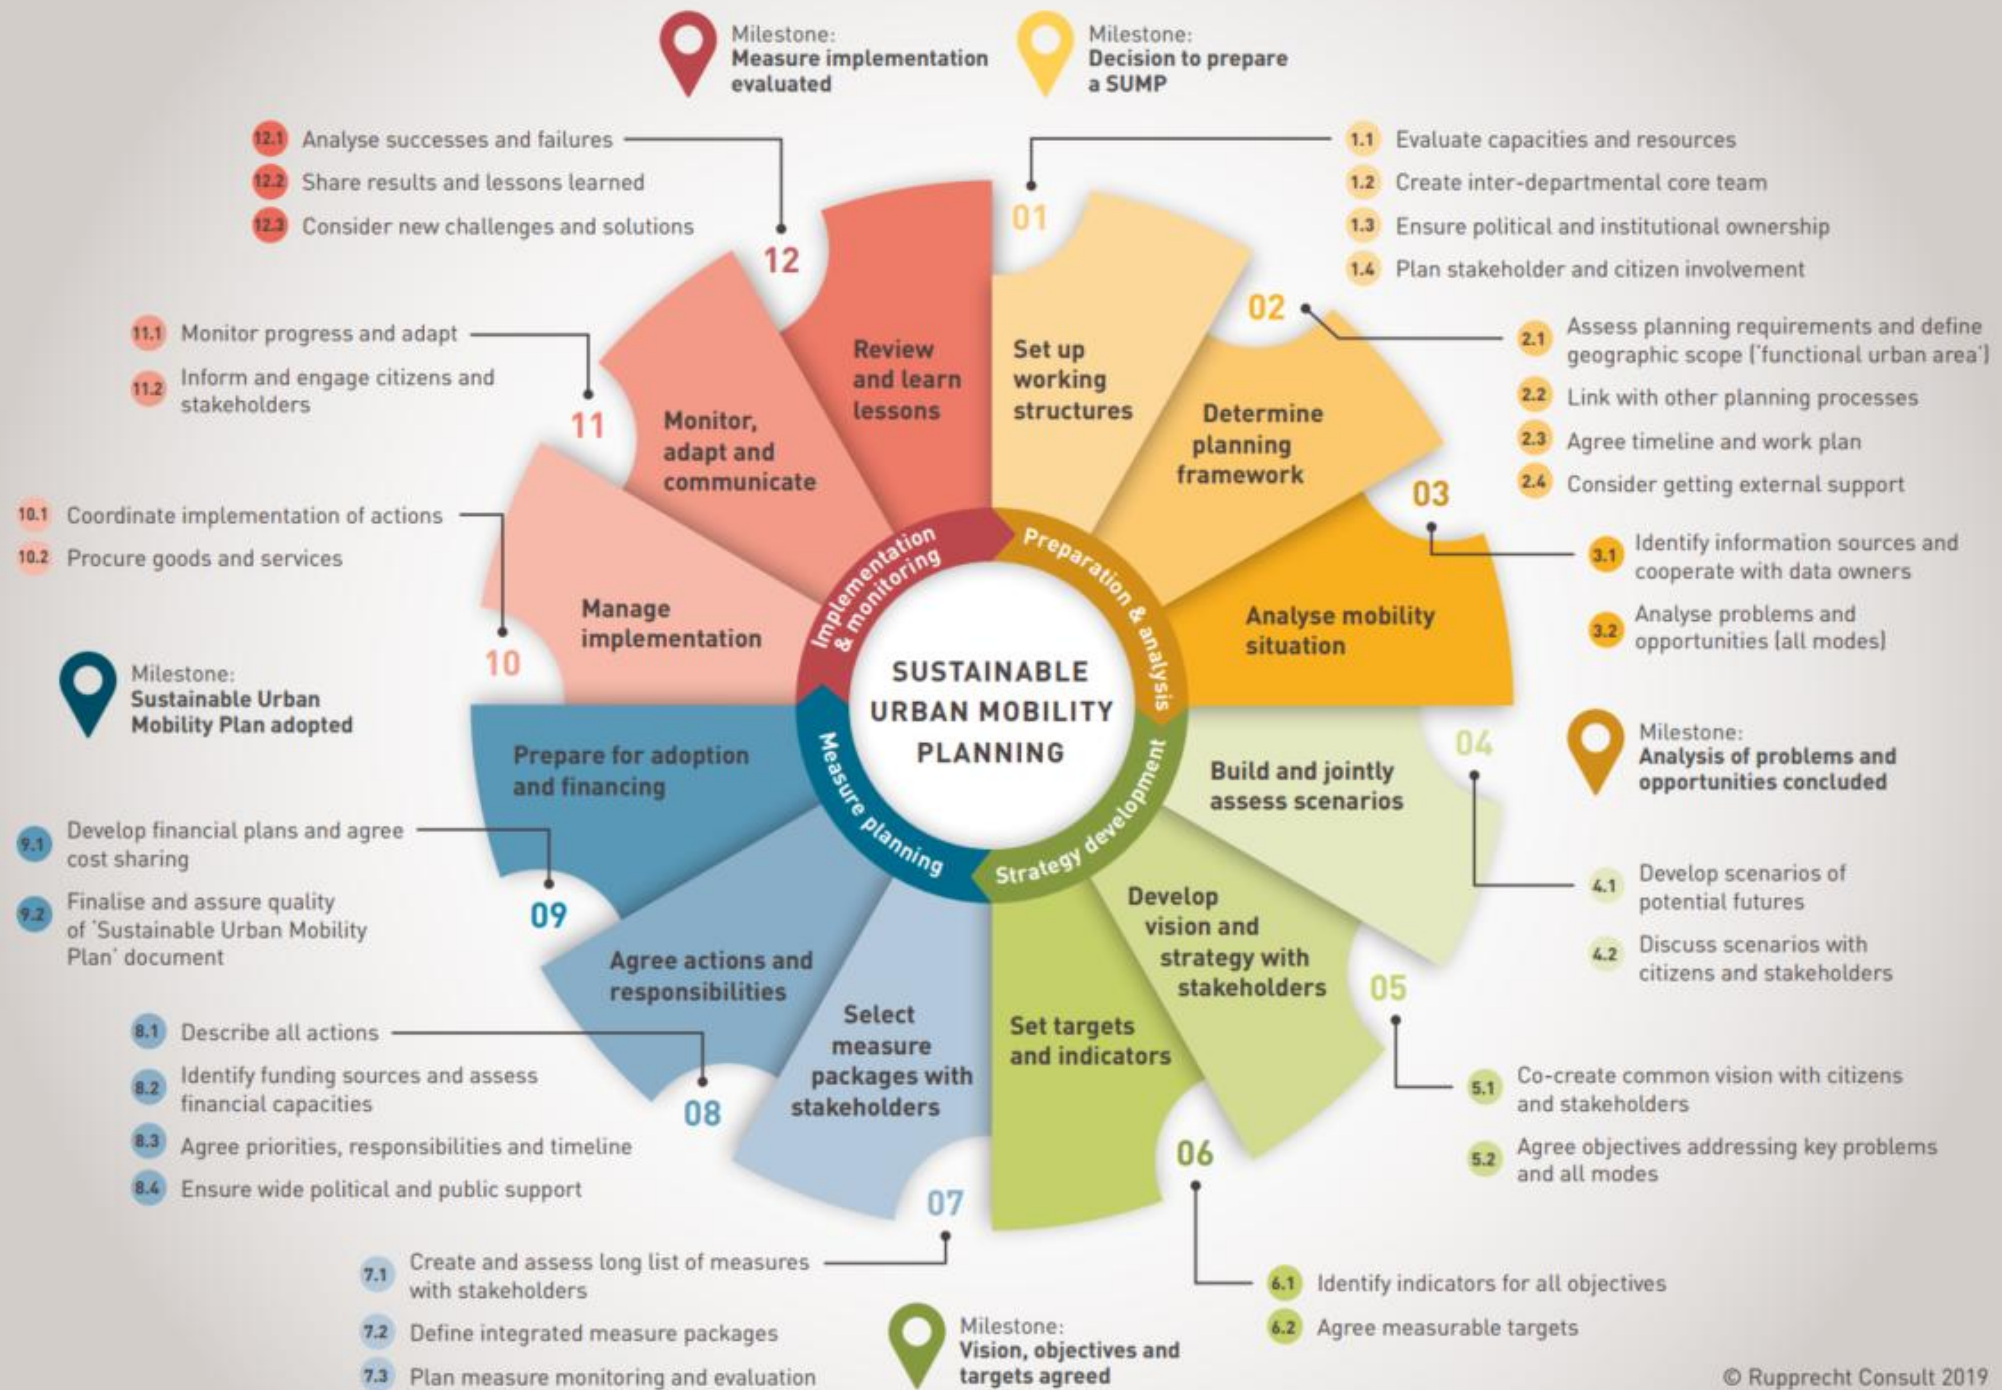 Milestone:
Measure implementation
evaluated
Milestone:
Decision to prepare
a SUMP
12.1 Analyse successes and failures
12.2 Share results and lessons learned
12.3 Consider new challenges and solutions
1.1 Evaluate capacities and resources
1.2 Create inter-departmental core team
1.3 Ensure political and institutional ownership
1.4 Plan stakeholder and citizen involvement
01
12
02
11.1 Monitor progress and adapt
11.2 Inform and engage citizens and
stakeholders
11
2.1 Assess planning requirements and define
geographic scope ('functional urban area')
2.2 Link with other planning processes
2.3 Agree timeline and work plan
2.4 Consider getting external support
Review
and learn
lessons
Set up
working
structures
Monitor,
adapt and
communicate
Determine
planning
framework
03
10.1 Coordinate implementation of actions
10.2 Procure goods and services
3.1 Identify information sources and
cooperate with data owners
3.2 Analyse problems and
opportunities (all modes)
Manage
implementation
Analyse mobility
situation
10
Implementation
& monitoring
Preparation & analysis
SUSTAINABLE
URBAN MOBILITY
PLANNING
Measure planning
Strategy development
Milestone:
Sustainable Urban
Mobility Plan adopted
Milestone:
Analysis of problems and
opportunities concluded
Prepare for adoption
and financing
Build and jointly
assess scenarios
04
9.1 Develop financial plans and agree
cost sharing
9.2 Finalise and assure quality
of 'Sustainable Urban Mobility
Plan' document
09
4.1 Develop scenarios of
potential futures
4.2 Discuss scenarios with
citizens and stakeholders
Agree actions and
responsibilities
Develop
vision and
strategy with
stakeholders
05
Select
measure
packages with
stakeholders
Set targets
and indicators
8.1 Describe all actions
8.2 Identify funding sources and assess
financial capacities
8.3 Agree priorities, responsibilities and timeline
8.4 Ensure wide political and public support
08
5.1 Co-create common vision with citizens
and stakeholders
5.2 Agree objectives addressing key problems
and all modes
06
07
7.1 Create and assess long list of measures
with stakeholders
7.2 Define integrated measure packages
7.3 Plan measure monitoring and evaluation
6.1 Identify indicators for all objectives
6.2 Agree measurable targets
Milestone:
Vision, objectives and
targets agreed
© Rupprecht Consult 2019